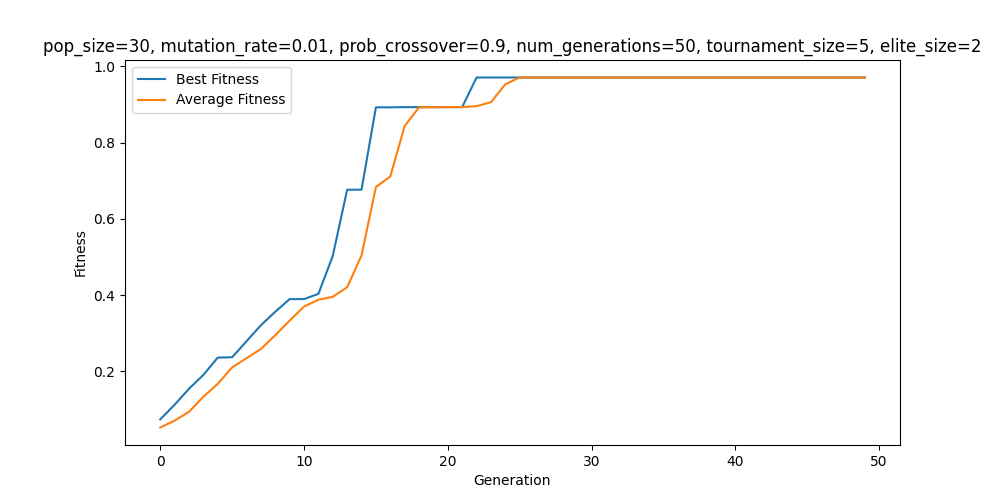 pop_size=30, mutation_rate=0.01, prob_crossover=0.9, num_generations=50, tournament_size=5, elite_size=2
1.0
Best Fitness
Average Fitness
0.8
0.6
Fitness
0.4
0.2
0 10 20 30 40 50
Generation